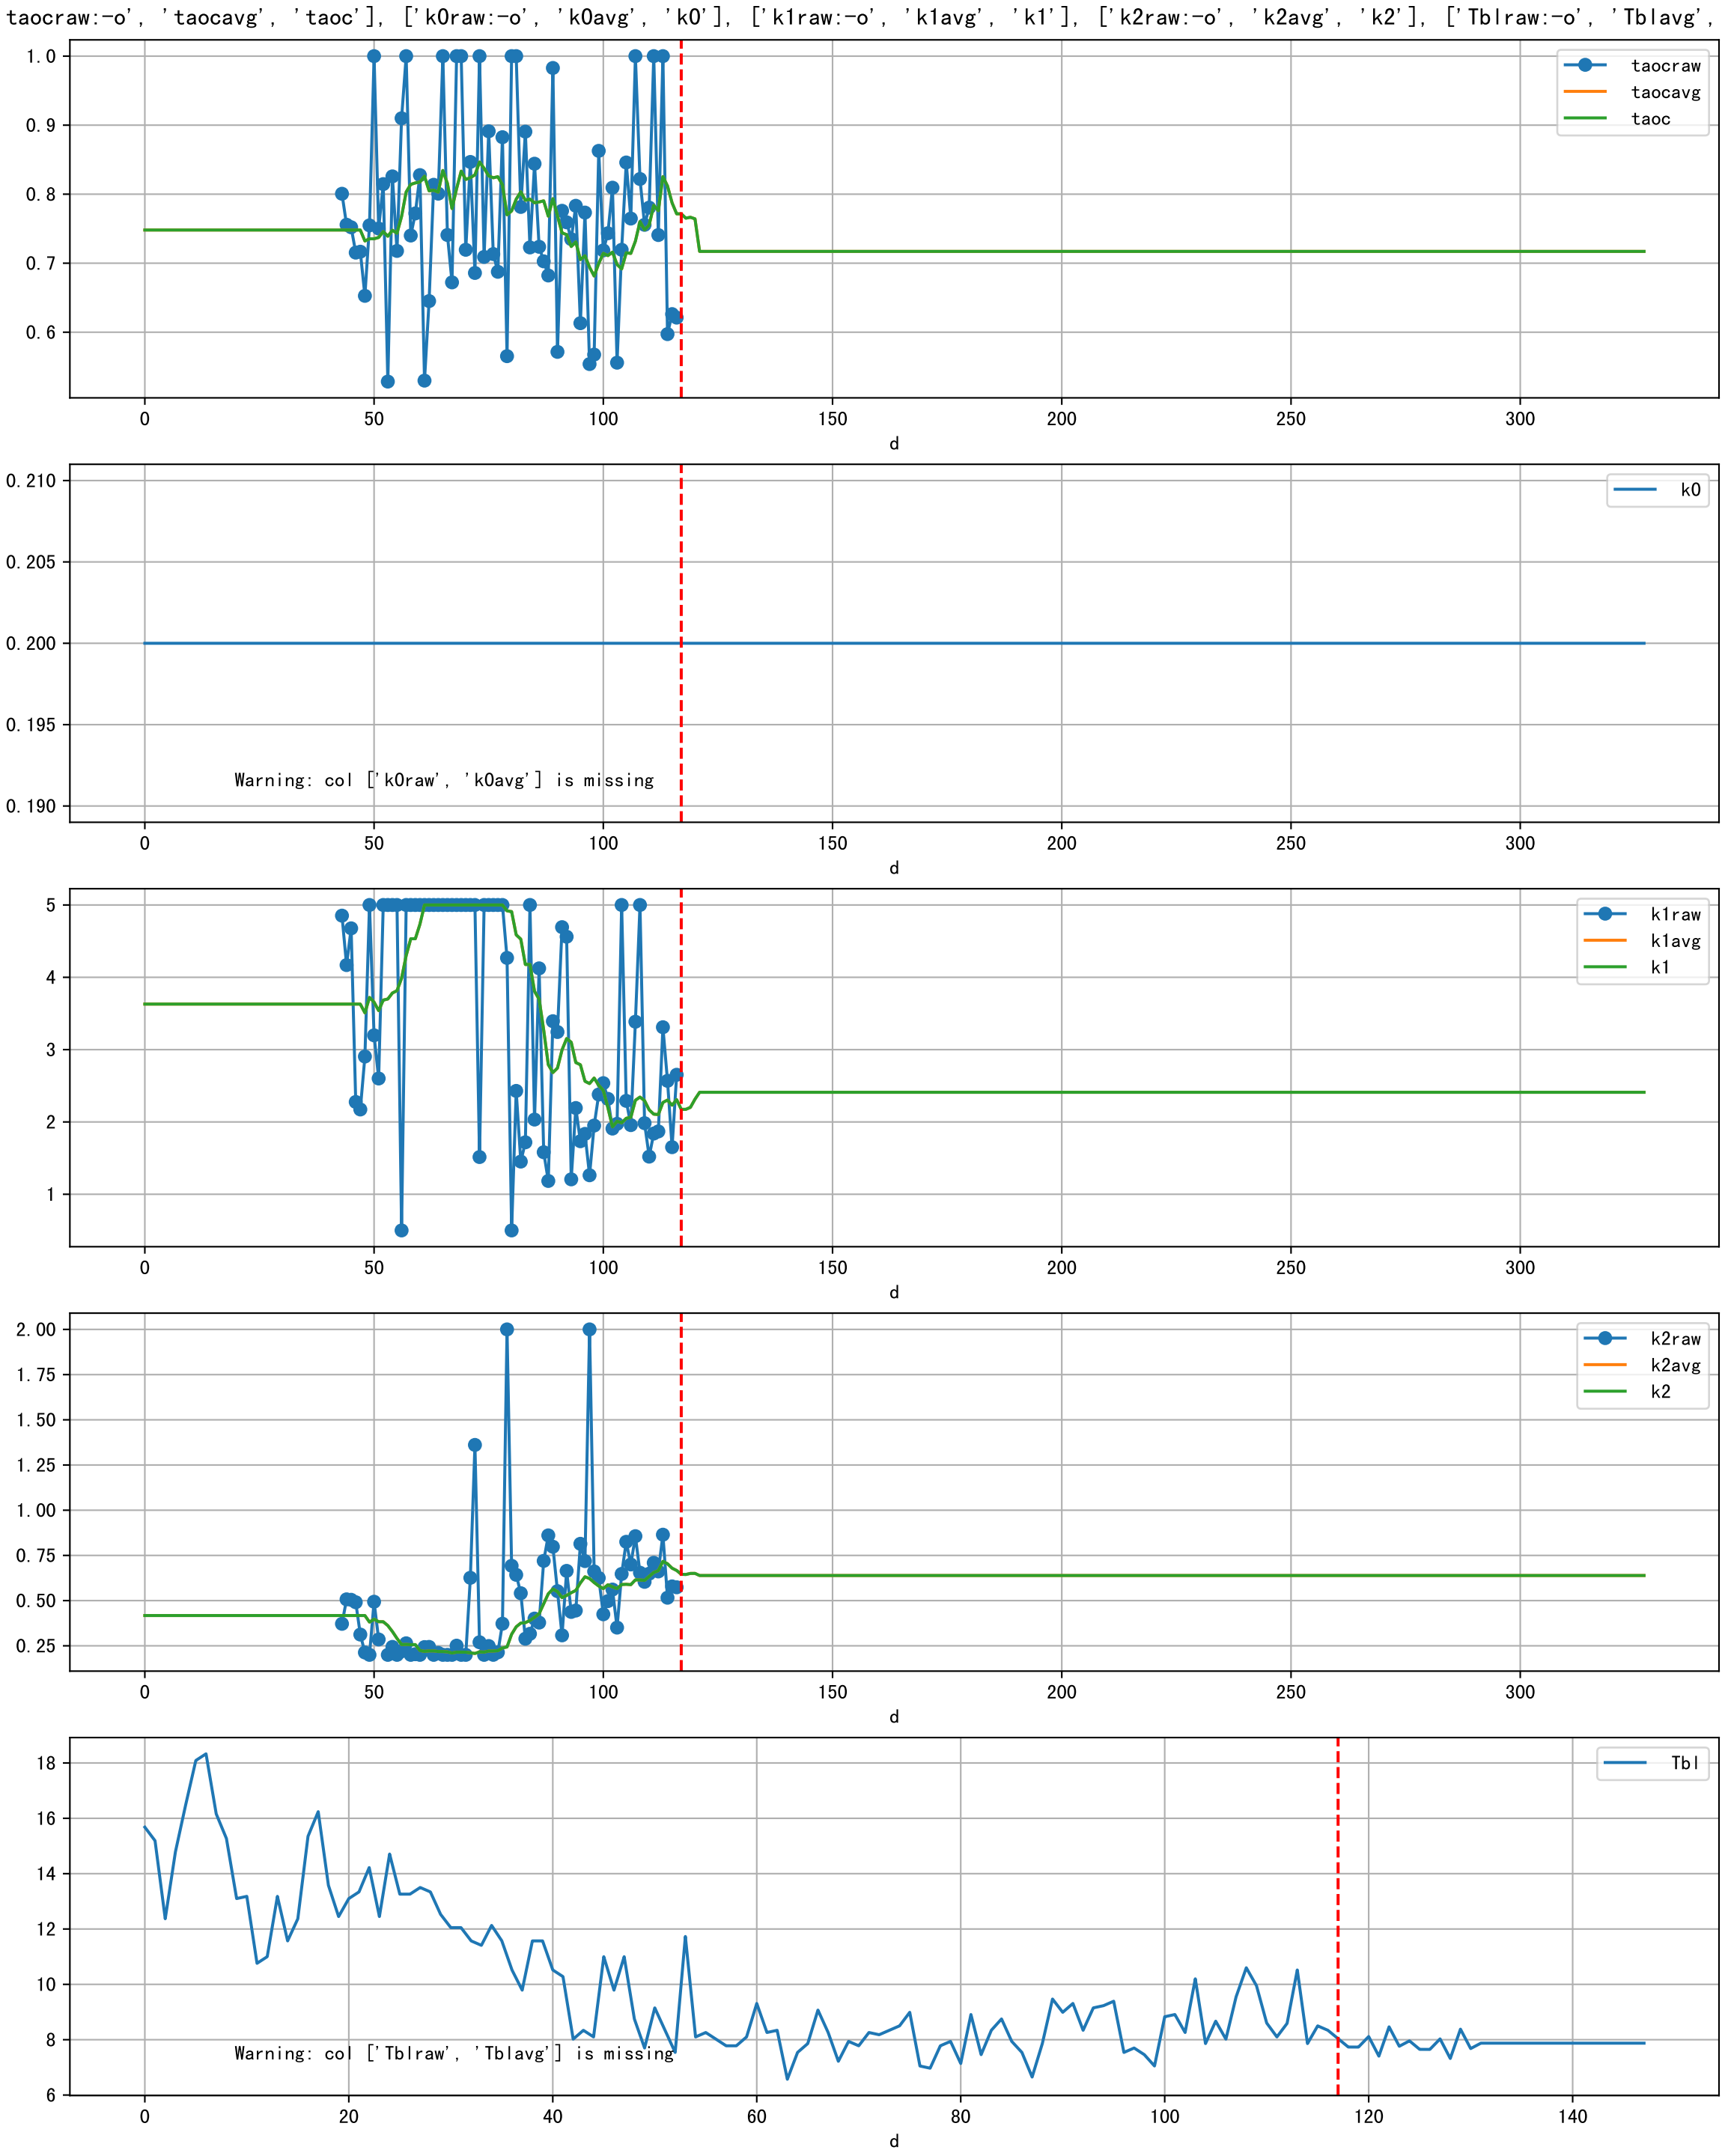 taocraw:-o', 'taocavg', 'taoc'], ['k0raw:-o', 'k0avg', 'k0'], ['k1raw:-o', 'k1avg', 'k1'], ['k2raw:-o', 'k2avg', 'k2'], ['Tblraw:-o', 'Tblavg',
1.0
0.9
0.8
0.7
0.6
taocraw
taocavg
taoc
0 50 100 150 200 250 300
d
0.210
0.205
0.200
0.195
0.190
k0
Warning: col ['k0raw', 'k0avg'] is missing
0 50 100 150 200 250 300
d
5
4
3
2
1
k1raw
k1avg
k1
0 50 100 150 200 250 300
d
2.00
1.75
1.50
1.25
1.00
0.75
0.50
0.25
k2raw
k2avg
k2
0 50 100 150 200 250 300
d
18
16
14
12
10
8
6
Tbl
Warning: col ['Tblraw', 'Tblavg'] is missing
0 20 40 60 80 100 120 140
d